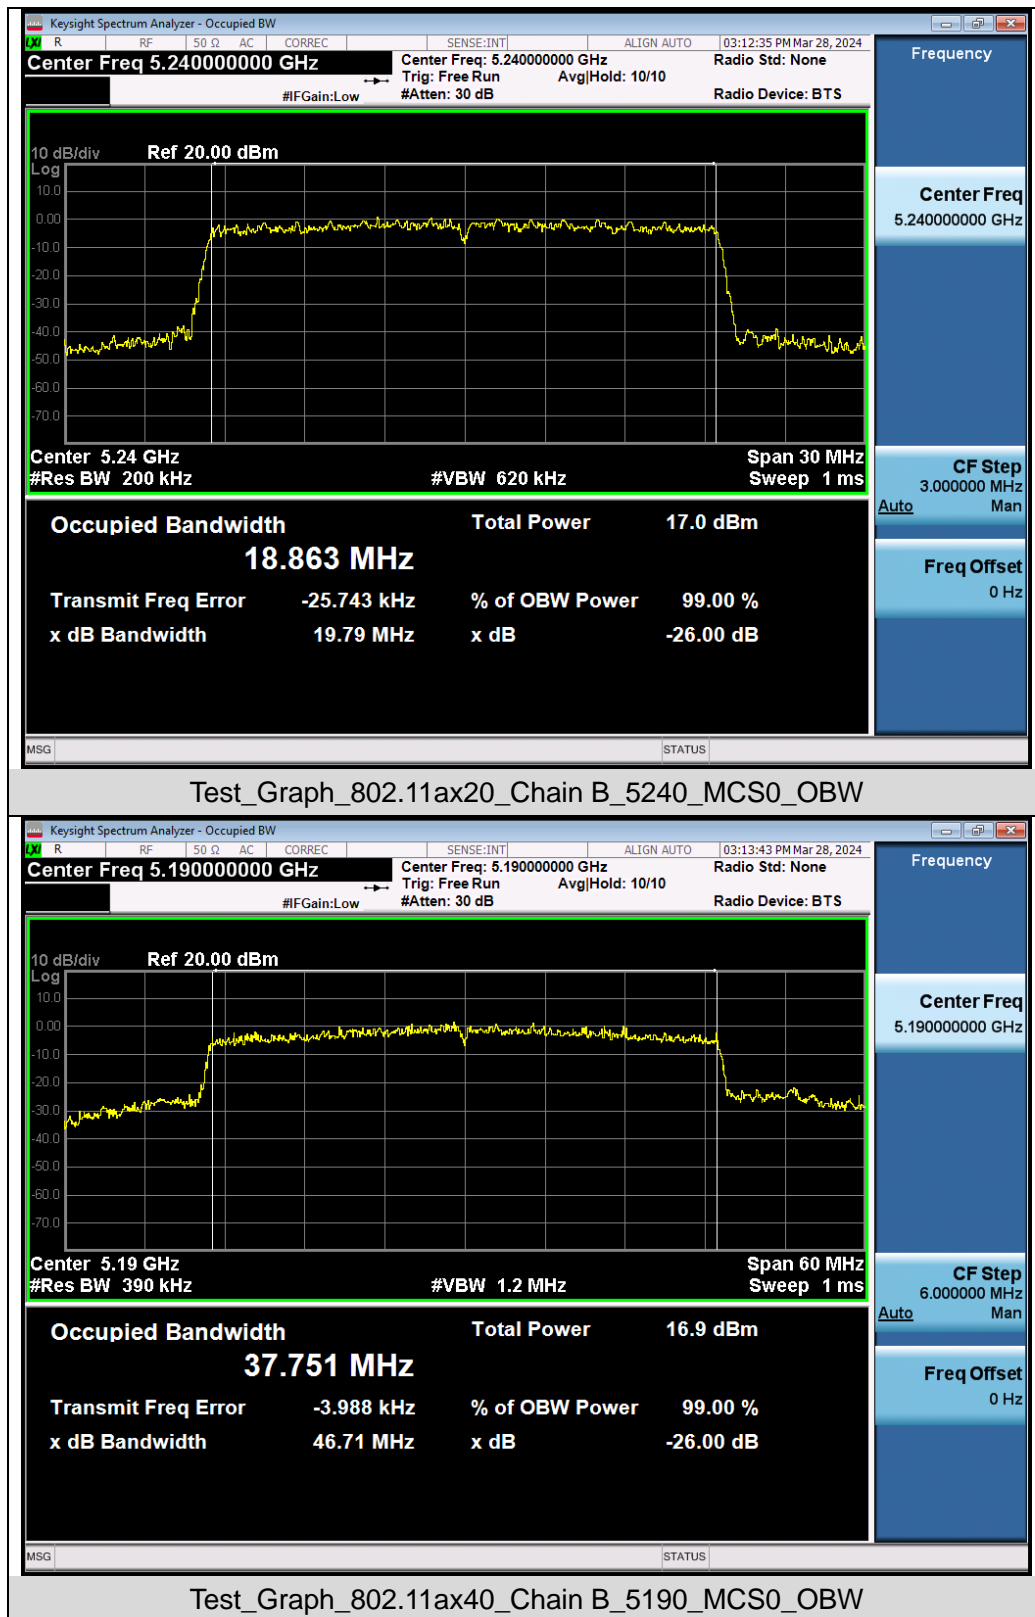 Keysight Spectrum Analyzer - Occupied BW
LXI R RF 50 Ω AC CORREC SENSE:INT ALIGN AUTO 03:12:35 PM Mar 28, 2024
Center Freq 5.240000000 GHz
Center Freq: 5.240000000 GHz Radio Std: None
Trig: Free Run Avg|Hold: 10/10
#IFGain:Low #Atten: 30 dB Radio Device: BTS
10 dB/div Ref 20.00 dBm
Log
10.0
0.00
-10.0
-20.0
-30.0
-40.0
-50.0
-60.0
-70.0
Center 5.24 GHz Span 30 MHz
#Res BW 200 kHz #VBW 620 kHz Sweep 1 ms
Occupied Bandwidth Total Power 17.0 dBm
18.863 MHz
Transmit Freq Error -25.743 kHz % of OBW Power 99.00 %
x dB Bandwidth 19.79 MHz x dB -26.00 dB
MSG STATUS
Frequency
Center Freq
5.240000000 GHz
CF Step
3.000000 MHz
Auto Man
Freq Offset
0 Hz
Test_Graph_802.11ax20_Chain B_5240_MCS0_OBW
Keysight Spectrum Analyzer - Occupied BW
LXI R RF 50 Ω AC CORREC SENSE:INT ALIGN AUTO 03:13:43 PM Mar 28, 2024
Center Freq 5.190000000 GHz
Center Freq: 5.190000000 GHz Radio Std: None
Trig: Free Run Avg|Hold: 10/10
#IFGain:Low #Atten: 30 dB Radio Device: BTS
10 dB/div Ref 20.00 dBm
Log
10.0
0.00
-10.0
-20.0
-30.0
-40.0
-50.0
-60.0
-70.0
Center 5.19 GHz Span 60 MHz
#Res BW 390 kHz #VBW 1.2 MHz Sweep 1 ms
Occupied Bandwidth Total Power 16.9 dBm
37.751 MHz
Transmit Freq Error -3.988 kHz % of OBW Power 99.00 %
x dB Bandwidth 46.71 MHz x dB -26.00 dB
MSG STATUS
Frequency
Center Freq
5.190000000 GHz
CF Step
6.000000 MHz
Auto Man
Freq Offset
0 Hz
Test_Graph_802.11ax40_Chain B_5190_MCS0_OBW